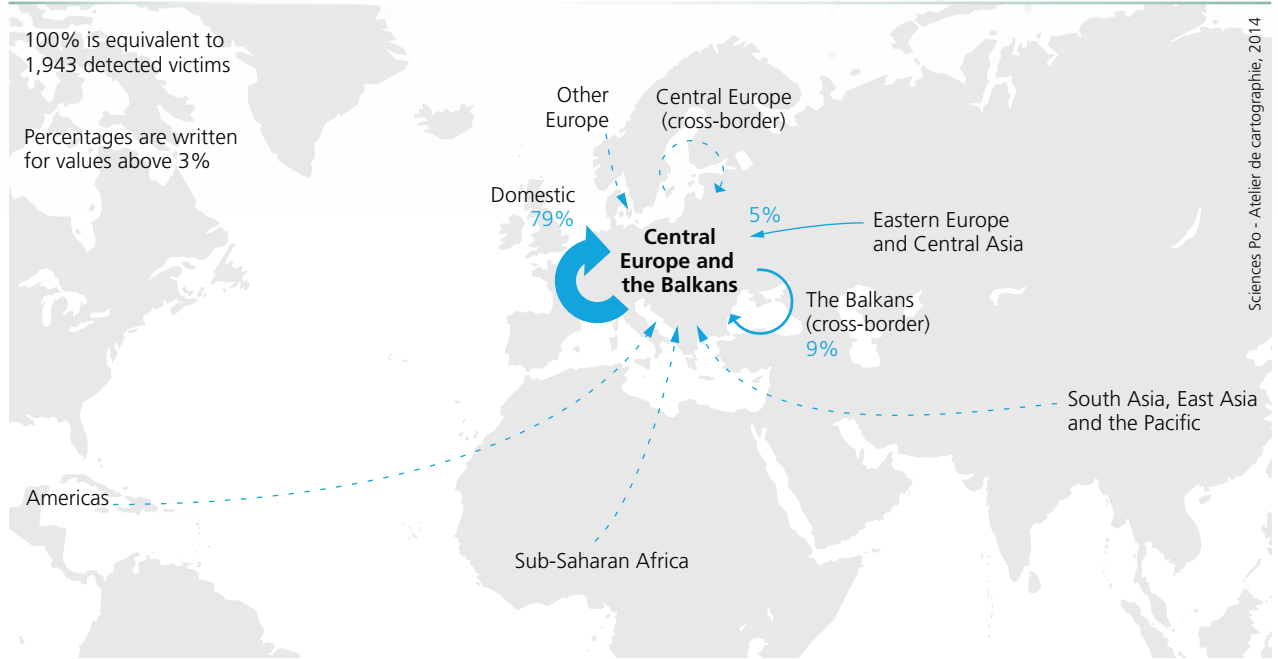 100% is equivalent to
1,943 detected victims
Percentages are written
for values above 3%
Other
Europe
Central Europe
(cross-border)
Domestic
79%
Central
Europe and
the Balkans
5%
Eastern Europe
and Central Asia
The Balkans
(cross-border)
9%
South Asia, East Asia
and the Pacific
Americas
Sub-Saharan Africa
Sciences Po - Atelier de cartographie, 2014